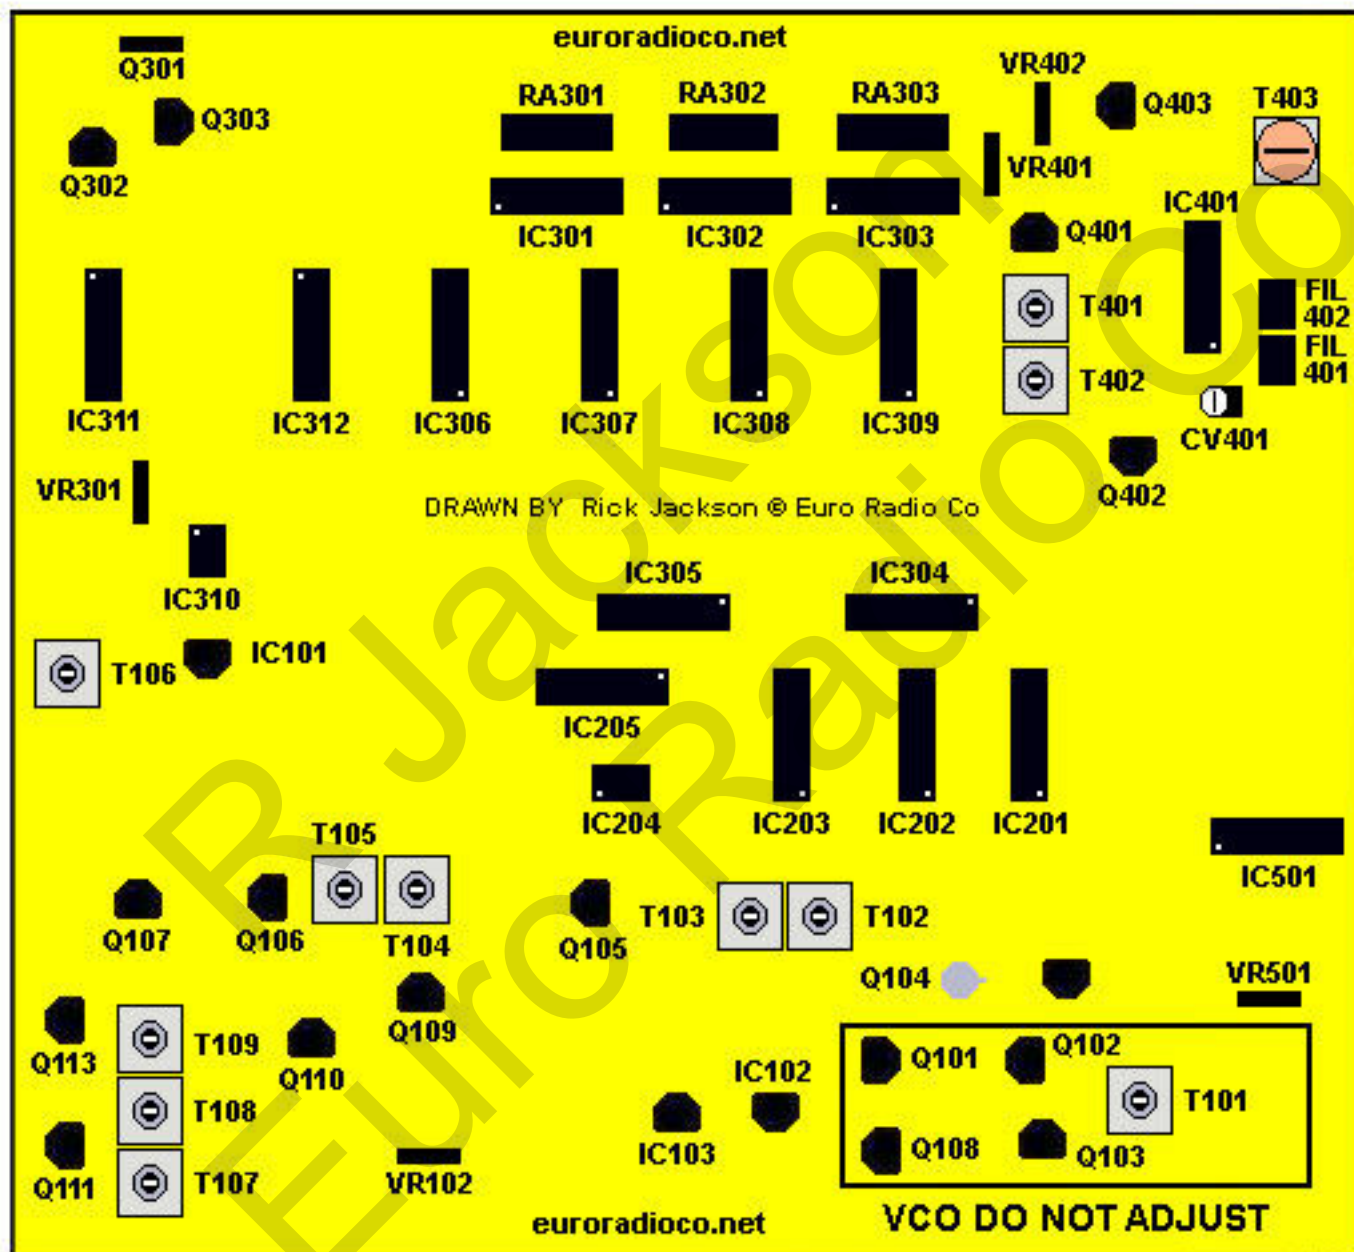 euroradioco.net
Q301
VR402
RA301 RA302 RA303
Q403 T403
Q303
Q302
VR401
IC401
IC301 IC302 IC303
Q401
T401
FIL
402
FIL
401
T402
IC311 IC312 IC306 IC307 IC308 IC309
CV401
VR301
Q402
DRAWN BY Rick Jackson © Euro Radio Co
IC305 IC304
IC310
IC101
T106
IC205
IC204 IC203 IC202 IC201
T105
IC501
T103 T102
Q107 Q106 T104 Q105
Q104 VR501
Q109
T109
Q113
Q110
Q101 Q102
IC102
T108
T101
IC103
Q108 Q103
Q111 T107 VR102
euroradioco.net
VCO DO NOT ADJUST
R Jackson
Euro Radio Co